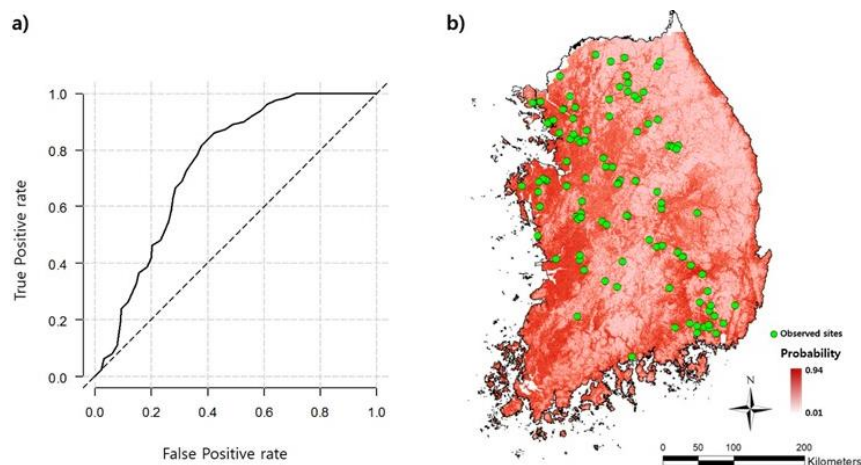 a)
1.0
0.8
0.6
0.4
0.2
0.0
True Positive rate
0.0 0.2 0.4 0.6 0.8 1.0
False Positive rate
b)
Observed sites
Probability
0.94
0.01
N
0 50 100 200
Kilometers